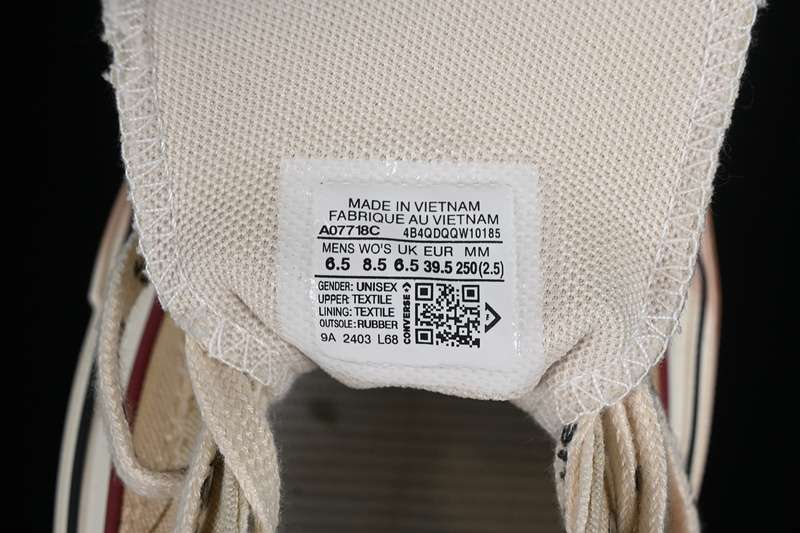 MADE IN VIETNAM
FABRIQUE AU VIETNAM
A07718C 4B4QDQQW10185
MENS WO'S UK EUR MM
6.5 8.5 6.5 39.5 250(2.5)
GENDER: UNISEX
UPPER: TEXTILE
LINING: TEXTILE
OUTSOLE: RUBBER
9A 2403 L68
CONVERSE